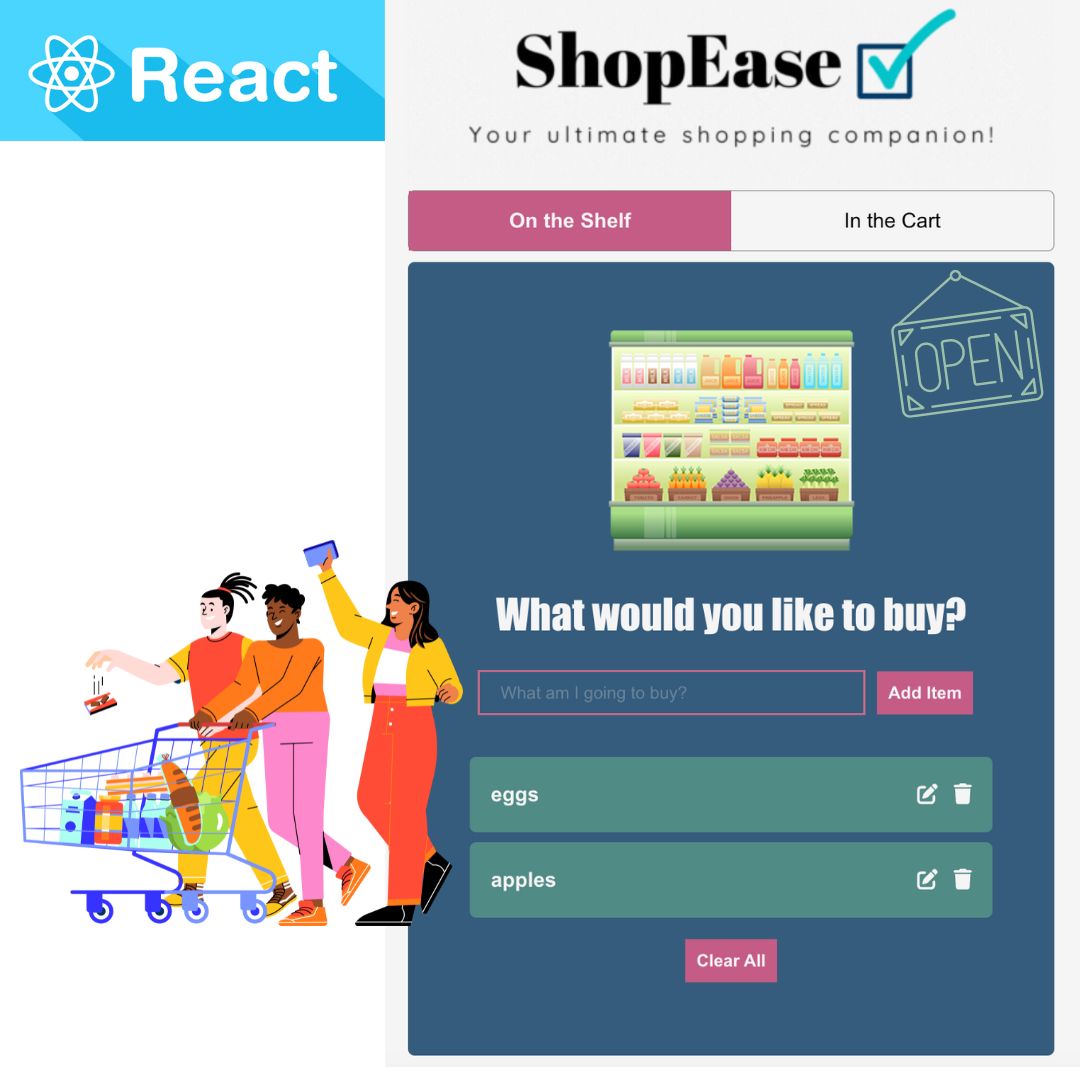 React
ShopEase
Your ultimate shopping companion!
On the Shelf
In the Cart
OPEN
What would you like to buy?
What am I going to buy?
Add Item
eggs
apples
Clear All